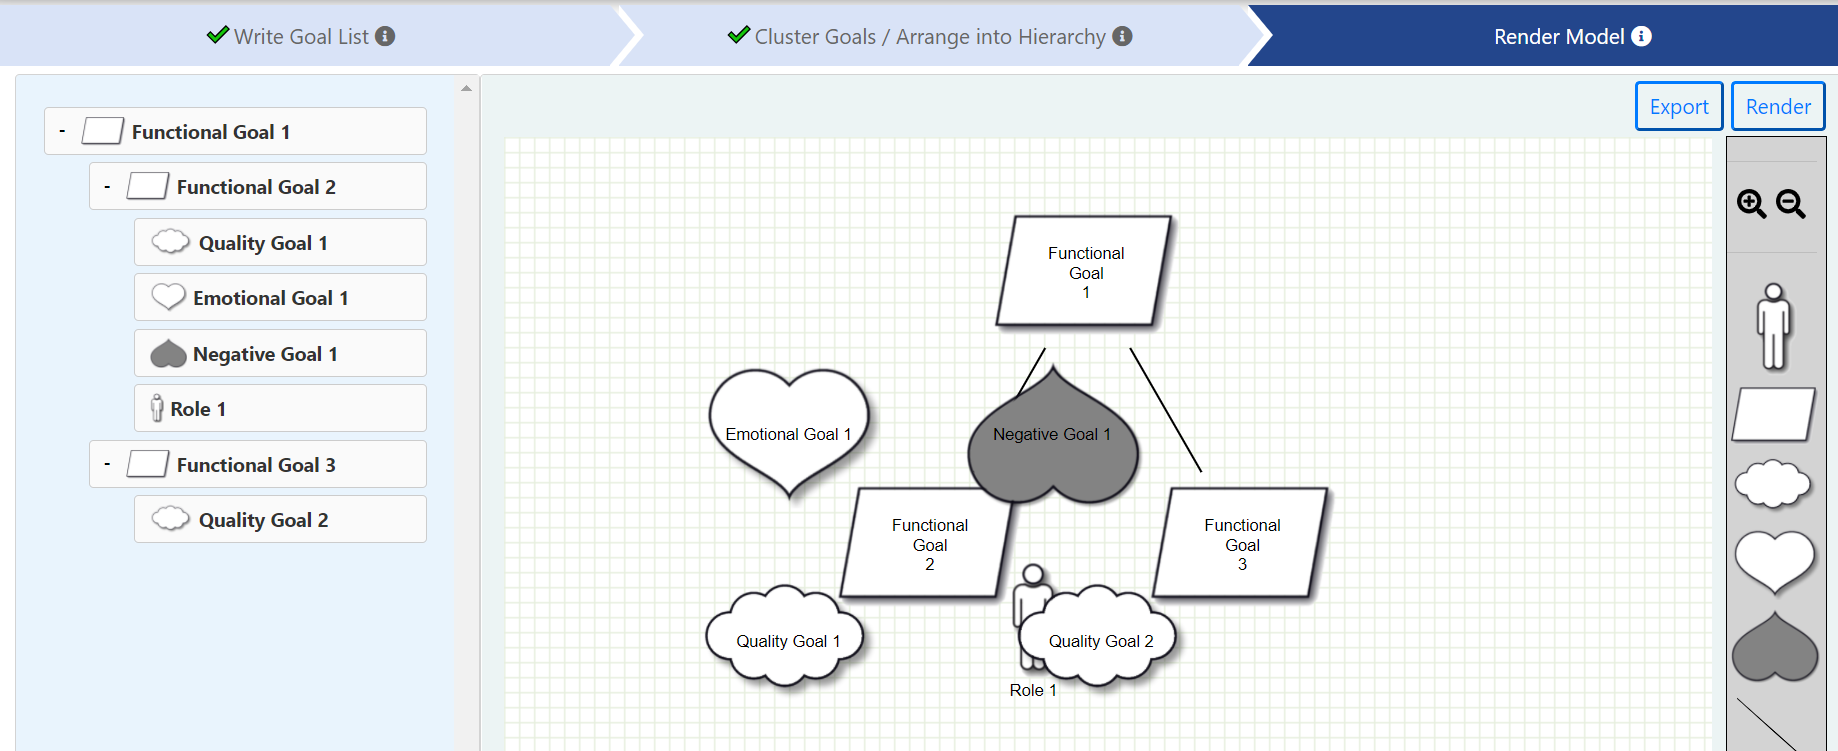 Write Goal List
Cluster Goals / Arrange into Hierarchy
Render Model
Export
Render
- Functional Goal 1
- Functional Goal 2
Quality Goal 1
Emotional Goal 1
Negative Goal 1
Role 1
- Functional Goal 3
Quality Goal 2
Functional
Goal
1
Emotional Goal 1
Negative Goal 1
Functional
Goal
2
Functional
Goal
3
Quality Goal 1
Quality Goal 2
Role 1